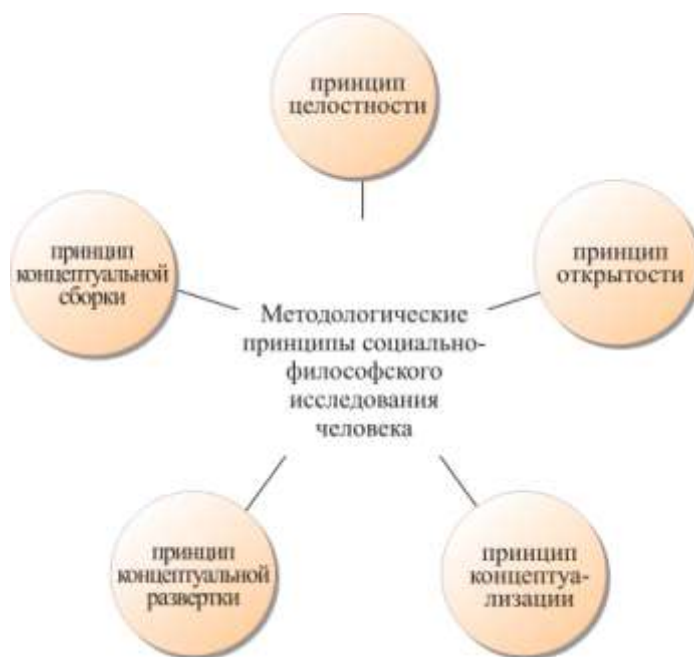 принцип
целостности
принцип
концептуальной
сборки
принцип
открытости
Методологические
принципы социально-
философского
исследования
человека
принцип
концептуальной
развертки
принцип
концептуа-
лизации